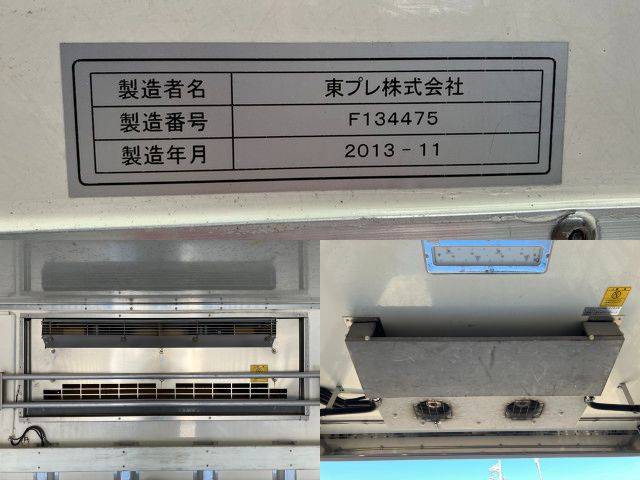 製造者名 東プレ株式会社
製造番号 F134475
製造年月 2013-11